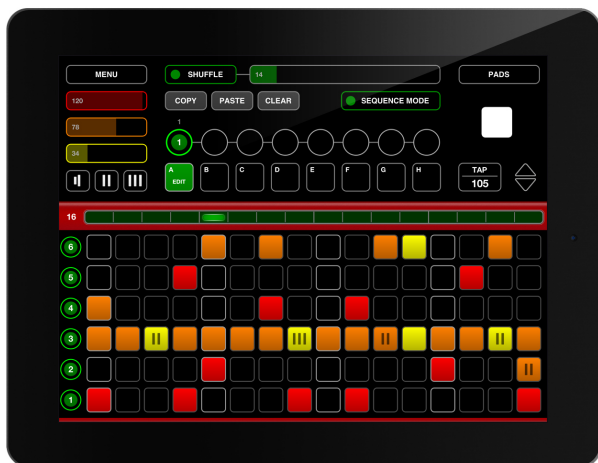 MENU
SHUFFLE
14
PADS
120
COPY
PASTE
CLEAR
SEQUENCE MODE
78
1
34
1
A
EDIT
B
C
D
E
F
G
H
TAP
105
16
6
5
4
3
2
1